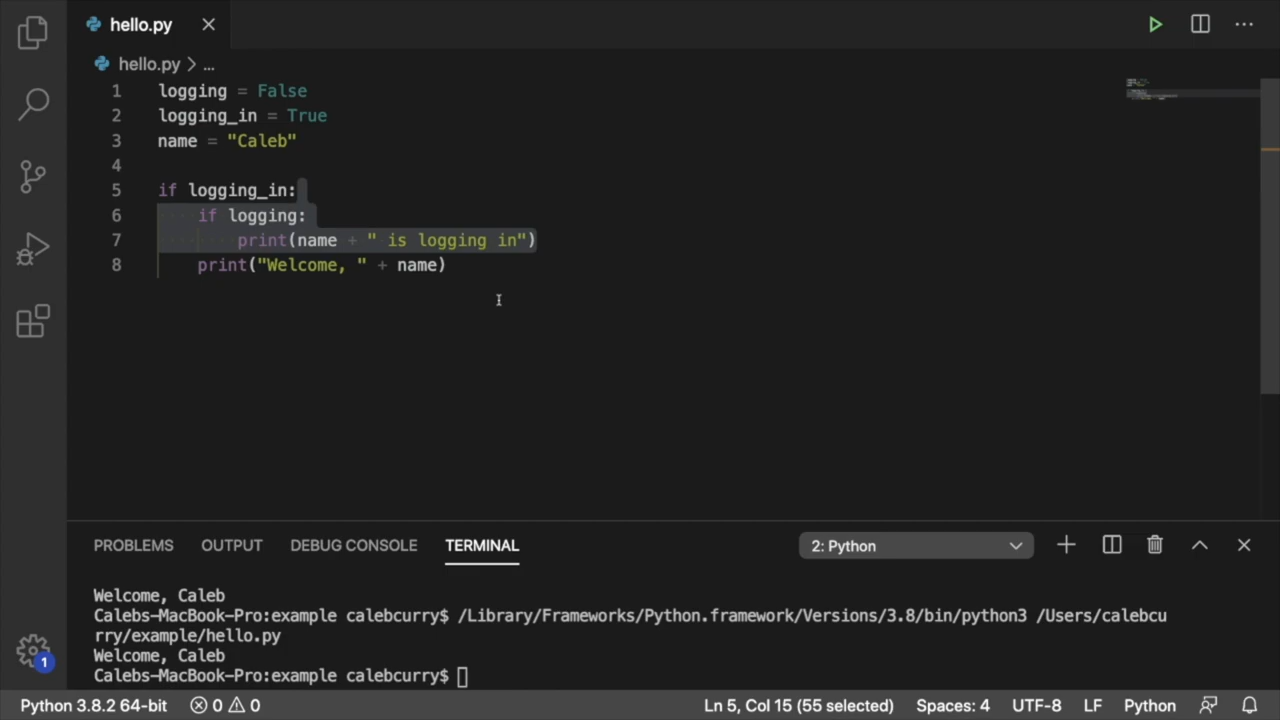 hello.py
hello.py > ...
1 logging = False
2 logging_in = True
3 name = "Caleb"
4
5 if logging_in:
6     if logging:
7         print(name + " is logging in")
8     print("Welcome, " + name)
PROBLEMS OUTPUT DEBUG CONSOLE TERMINAL 2: Python
Welcome, Caleb
Calebs-MacBook-Pro:example calebcurry$ /Library/Frameworks/Python.framework/Versions/3.8/bin/python3 /Users/calebcu
rry/example/hello.py
Welcome, Caleb
Calebs-MacBook-Pro:example calebcurry$
1
Python 3.8.2 64-bit 0 0 Ln 5, Col 15 (55 selected) Spaces: 4 UTF-8 LF Python